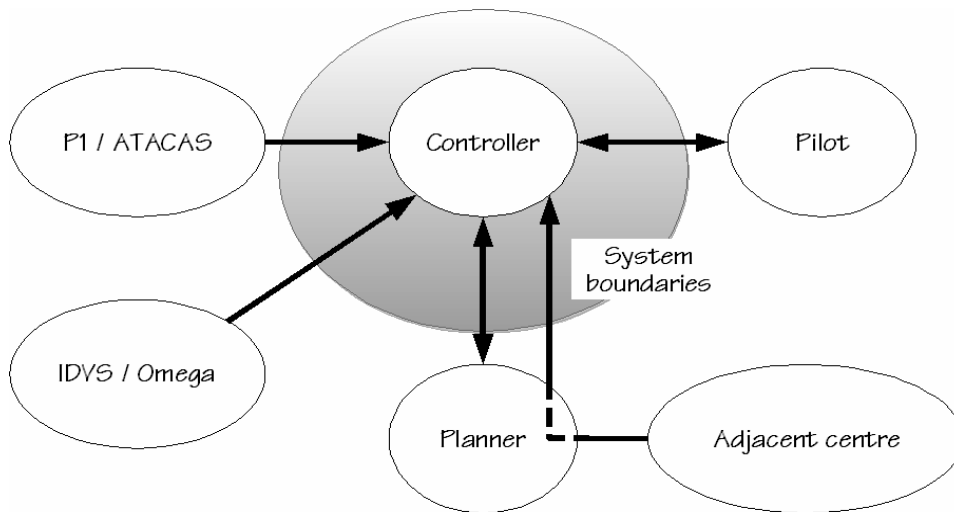 P1 / ATACAS
Controller
Pilot
System
boundaries
IDVS / Omega
Planner
Adjacent centre